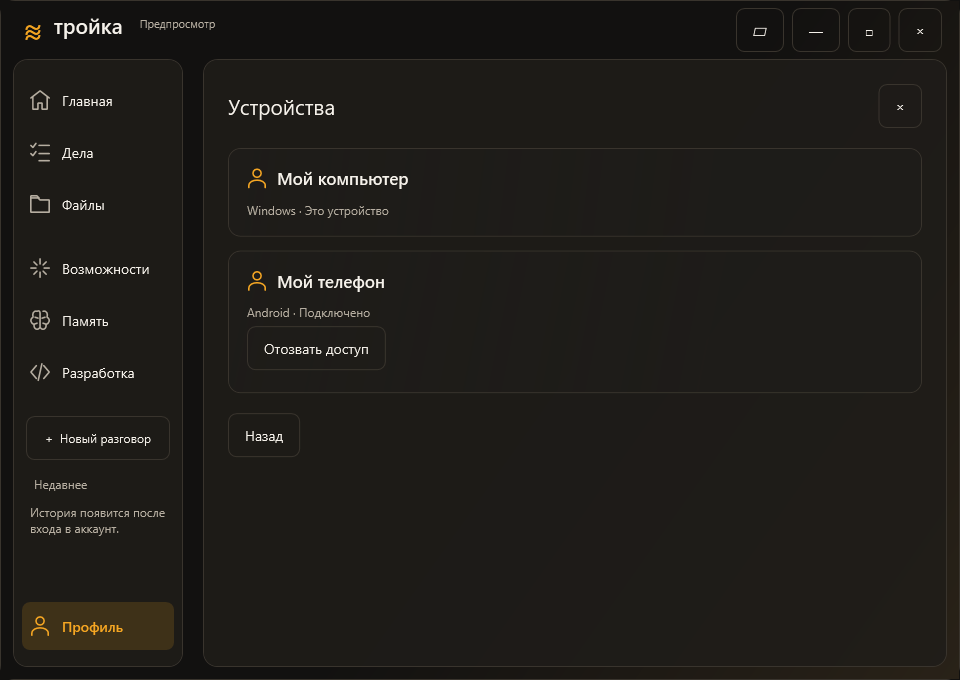 тройка
Предпросмотр
Главная
Дела
Файлы
Возможности
Память
Разработка
+ Новый разговор
Недавнее
История появится после
входа в аккаунт.
Профиль
Устройства
Мой компьютер
Windows · Это устройство
Мой телефон
Android · Подключено
Отозвать доступ
Назад